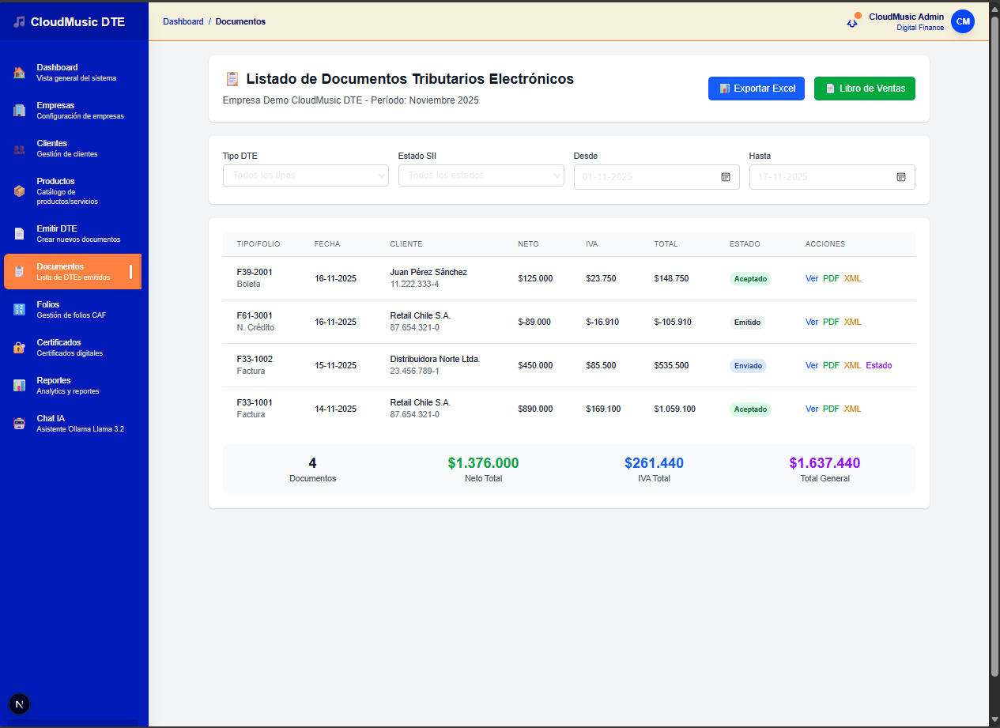 CloudMusic DTE
Dashboard / Documentos
CloudMusic Admin
Digital Finance
CM
Dashboard
Vista general del sistema
Empresas
Configuración de empresas
Clientes
Gestión de clientes
Productos
Catálogo de
productos/servicios
Emitir DTE
Crear nuevos documentos
Documentos
Lista de DTEs emitidos
Folios
Gestión de folios CAF
Certificados
Certificados digitales
Reportes
Analytics y reportes
Chat IA
Asistente Ollama Llama 3.2
N
Listado de Documentos Tributarios Electrónicos
Empresa Demo CloudMusic DTE - Período: Noviembre 2025
Exportar Excel
Libro de Ventas
Tipo DTE Estado SII Desde Hasta
Todos los tipos Todos los estados 01-11-2025 17-11-2025
TIPO/FOLIO FECHA CLIENTE NETO IVA TOTAL ESTADO ACCIONES
F39-2001 16-11-2025 Juan Pérez Sánchez $125.000 $23.750 $148.750 Aceptado Ver PDF XML
Boleta 11.222.333-4
F61-3001 16-11-2025 Retail Chile S.A. $-89.000 $-16.910 $-105.910 Emitido Ver PDF XML
N. Crédito 87.654.321-0
F33-1002 15-11-2025 Distribuidora Norte Ltda. $450.000 $85.500 $535.500 Enviado Ver PDF XML Estado
Factura 23.456.789-1
F33-1001 14-11-2025 Retail Chile S.A. $890.000 $169.100 $1.059.100 Aceptado Ver PDF XML
Factura 87.654.321-0
4 $1.376.000 $261.440 $1.637.440
Documentos Neto Total IVA Total Total General